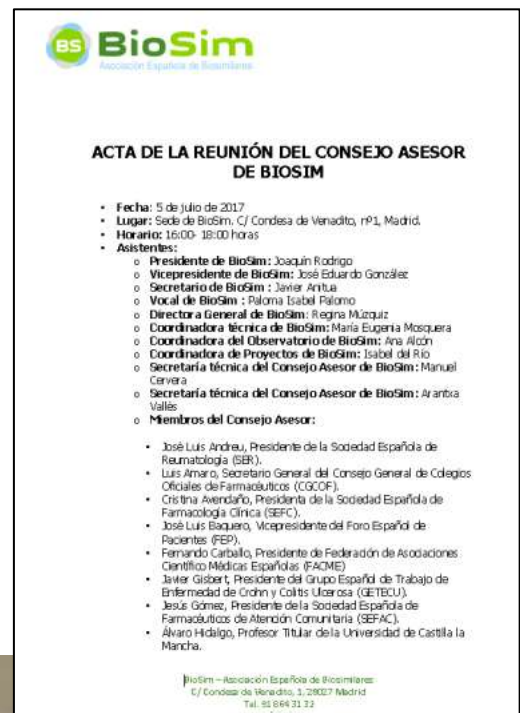 BS BioSim
Asociación Española de Biosimilares
ACTA DE LA REUNIÓN DEL CONSEJO ASESOR
DE BIOSIM
• Fecha: 5 de julio de 2017
• Lugar: Sede de BioSim. C/ Condesa de Venadito, nº1, Madrid.
• Horario: 16:00- 18:00 horas
• Asistentes:
o Presidente de BioSim: Joaquín Rodrigo
o Vicepresidente de BioSim: José Eduardo González
o Secretario de BioSim : Javier Anitua
o Vocal de BioSim : Paloma Isabel Palomo
o Directora General de BioSim: Regina Múzquiz
o Coordinadora técnica de BioSim: María Eugenia Mosquera
o Coordinadora del Observatorio de BioSim: Ana Alcón
o Coordinadora de Proyectos de BioSim: Isabel del Río
o Secretaría técnica del Consejo Asesor de BioSim: Manuel
Cervera
o Secretaría técnica del Consejo Asesor de BioSim: Arantxa
Vallés
o Miembros del Consejo Asesor:
• José Luis Andreu, Presidente de la Sociedad Española de
Reumatología (SER).
• Luis Amaro, Secretario General del Consejo General de Colegios
Oficiales de Farmacéuticos (CGCOF).
• Cristina Avendaño, Presidenta de la Sociedad Española de
Farmacología Clínica (SEFC).
• José Luis Baquero, Vicepresidente del Foro Español de
Pacientes (FEP).
• Fernando Carballo, Presidente de Federación de Asociaciones
Científico Médicas Españolas (FACME)
• Javier Gisbert, Presidente del Grupo Español de Trabajo de
Enfermedad de Crohn y Colitis Ulcerosa (GETECU).
• Jesús Gómez, Presidente de la Sociedad Española de
Farmacéuticos de Atención Comunitaria (SEFAC).
• Álvaro Hidalgo, Profesor Titular de la Universidad de Castilla la
Mancha.
BioSim – Asociación Española de Biosimilares
C/ Condesa de Venadito, 1. 28027 Madrid
Tel. 91 864 31 32